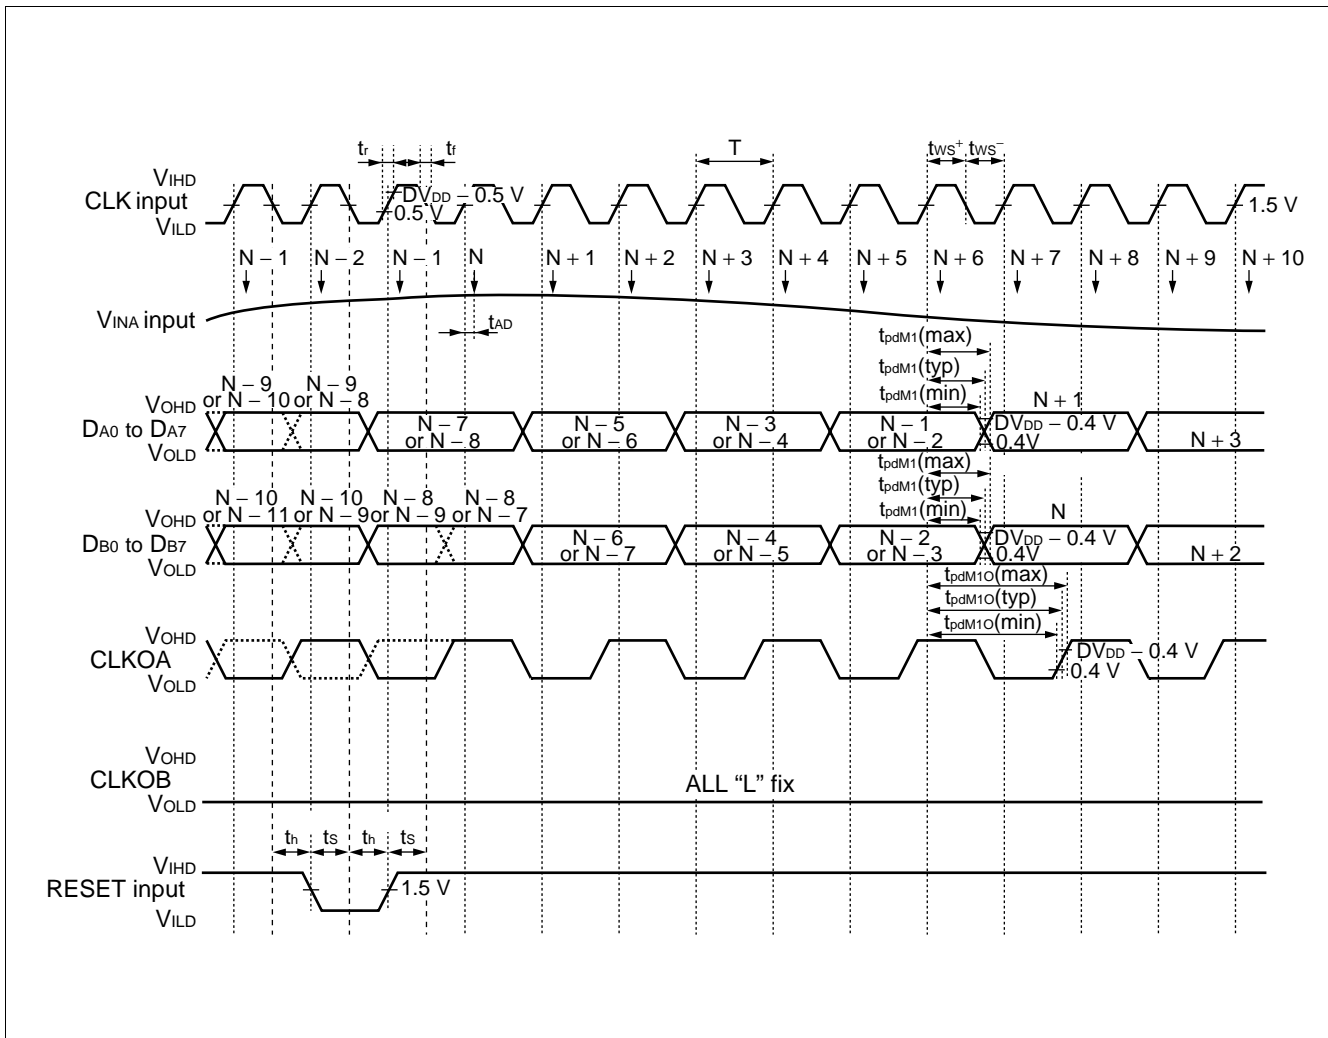 tr tf T tWS+ tWS−
VIHD
CLK input
VILD
DVDD − 0.5 V
0.5 V
1.5 V
N − 1 N − 2 N − 1 N N + 1 N + 2 N + 3 N + 4 N + 5 N + 6 N + 7 N + 8 N + 9 N + 10
VINA input
tAD
tpdM1(max)
tpdM1(typ)
tpdM1(min)
N − 9 N − 9 N + 1
VOHD or N − 10 or N − 8
DA0 to DA7
VOLD
N − 7 N − 5 N − 3 N − 1 DVDD − 0.4 V
or N − 8 or N − 6 or N − 4 or N − 2 0.4V N + 3
tpdM1(max)
tpdM1(typ)
tpdM1(min)
N − 10 N − 10 N − 8 N − 8 N
VOHD or N − 11 or N − 9 or N − 9 or N − 7
DB0 to DB7
VOLD
N − 6 N − 4 N − 2 DVDD − 0.4 V
or N − 7 or N − 5 or N − 3 0.4V N + 2
tpdM1O(max)
tpdM1O(typ)
tpdM1O(min)
VOHD
CLKOA
VOLD
DVDD − 0.4 V
0.4 V
VOHD
CLKOB
VOLD
ALL “L” fix
th tS th tS
VIHD
RESET input
VILD
1.5 V